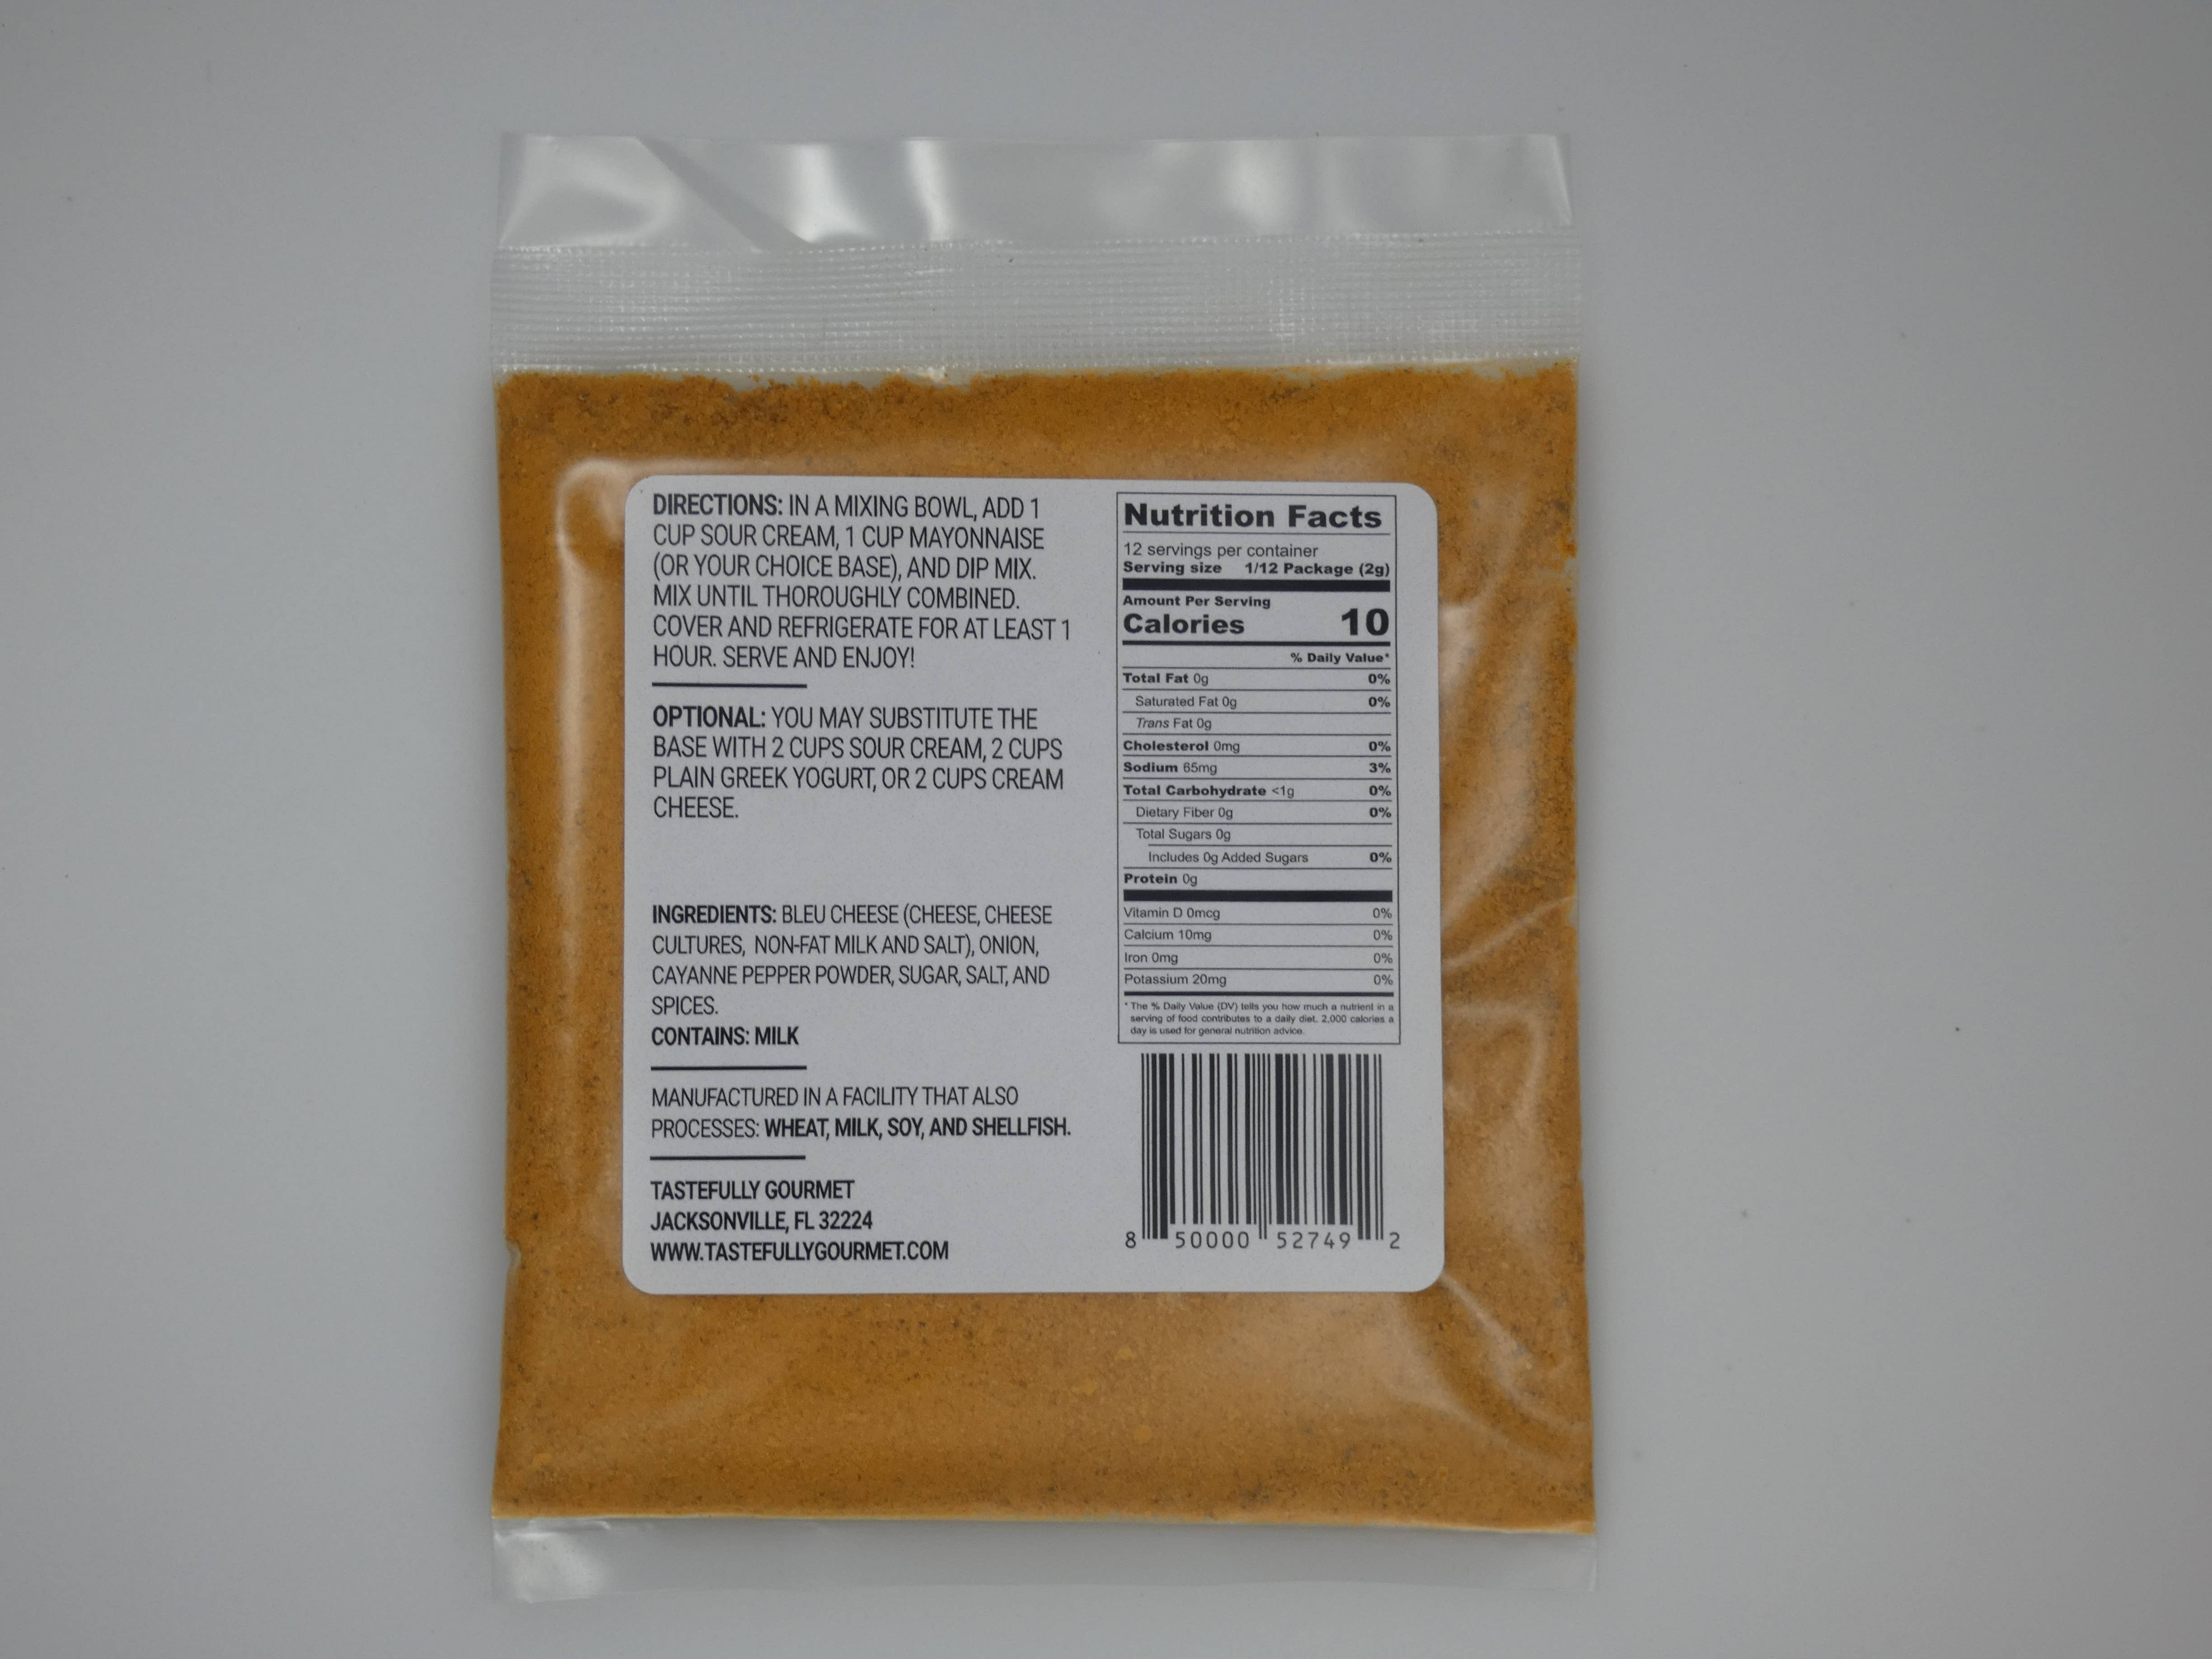 DIRECTIONS: IN A MIXING BOWL, ADD 1
CUP SOUR CREAM, 1 CUP MAYONNAISE
(OR YOUR CHOICE BASE), AND DIP MIX.
MIX UNTIL THOROUGHLY COMBINED.
COVER AND REFRIGERATE FOR AT LEAST 1
HOUR. SERVE AND ENJOY!
OPTIONAL: YOU MAY SUBSTITUTE THE
BASE WITH 2 CUPS SOUR CREAM, 2 CUPS
PLAIN GREEK YOGURT, OR 2 CUPS CREAM
CHEESE.
INGREDIENTS: BLEU CHEESE (CHEESE, CHEESE
CULTURES, NON-FAT MILK AND SALT), ONION,
CAYANNE PEPPER POWDER, SUGAR, SALT, AND
SPICES.
CONTAINS: MILK
MANUFACTURED IN A FACILITY THAT ALSO
PROCESSES: WHEAT, MILK, SOY, AND SHELLFISH.
TASTEFULLY GOURMET
JACKSONVILLE, FL 32224
WWW.TASTEFULLYGOURMET.COM
Nutrition Facts
12 servings per container
Serving size 1/12 Package (2g)
Amount Per Serving
Calories 10
% Daily Value*
Total Fat 0g 0%
Saturated Fat 0g 0%
Trans Fat 0g
Cholesterol 0mg 0%
Sodium 65mg 3%
Total Carbohydrate <1g 0%
Dietary Fiber 0g 0%
Total Sugars 0g
Includes 0g Added Sugars 0%
Protein 0g
Vitamin D 0mcg 0%
Calcium 10mg 0%
Iron 0mg 0%
Potassium 20mg 0%
* The % Daily Value (DV) tells you how much a nutrient in a
serving of food contributes to a daily diet. 2,000 calories a
day is used for general nutrition advice.
8 50000 52749 2